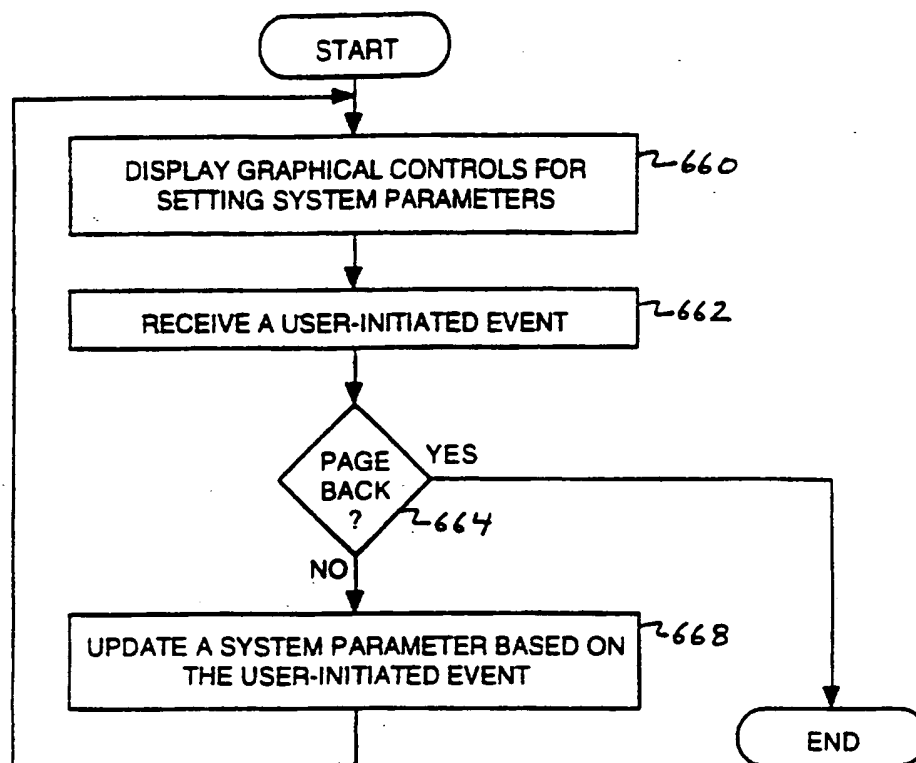 START
DISPLAY GRAPHICAL CONTROLS FOR
SETTING SYSTEM PARAMETERS
660
RECEIVE A USER-INITIATED EVENT
662
PAGE
BACK
?
YES
664
NO
UPDATE A SYSTEM PARAMETER BASED ON
THE USER-INITIATED EVENT
668
END